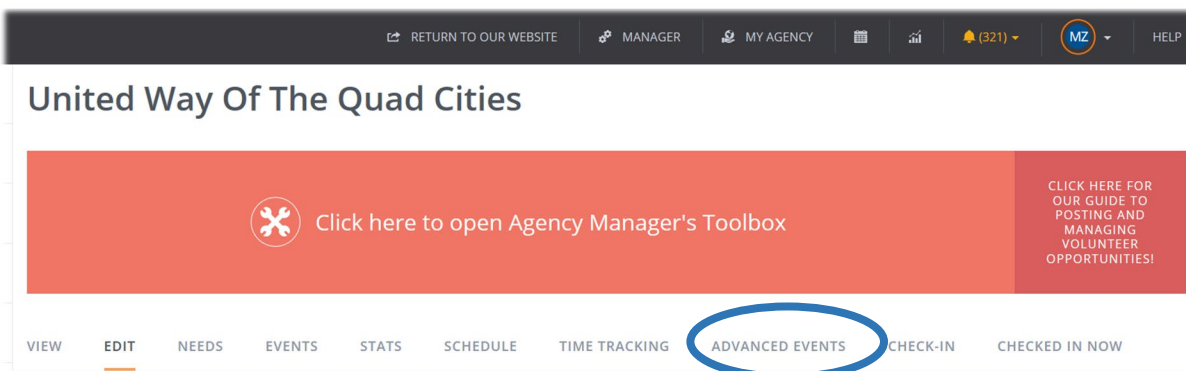 RETURN TO OUR WEBSITE MANAGER MY AGENCY (321) MZ HELP
United Way Of The Quad Cities
Click here to open Agency Manager's Toolbox
CLICK HERE FOR
OUR GUIDE TO
POSTING AND
MANAGING
VOLUNTEER
OPPORTUNITIES!
VIEW EDIT NEEDS EVENTS STATS SCHEDULE TIME TRACKING ADVANCED EVENTS CHECK-IN CHECKED IN NOW